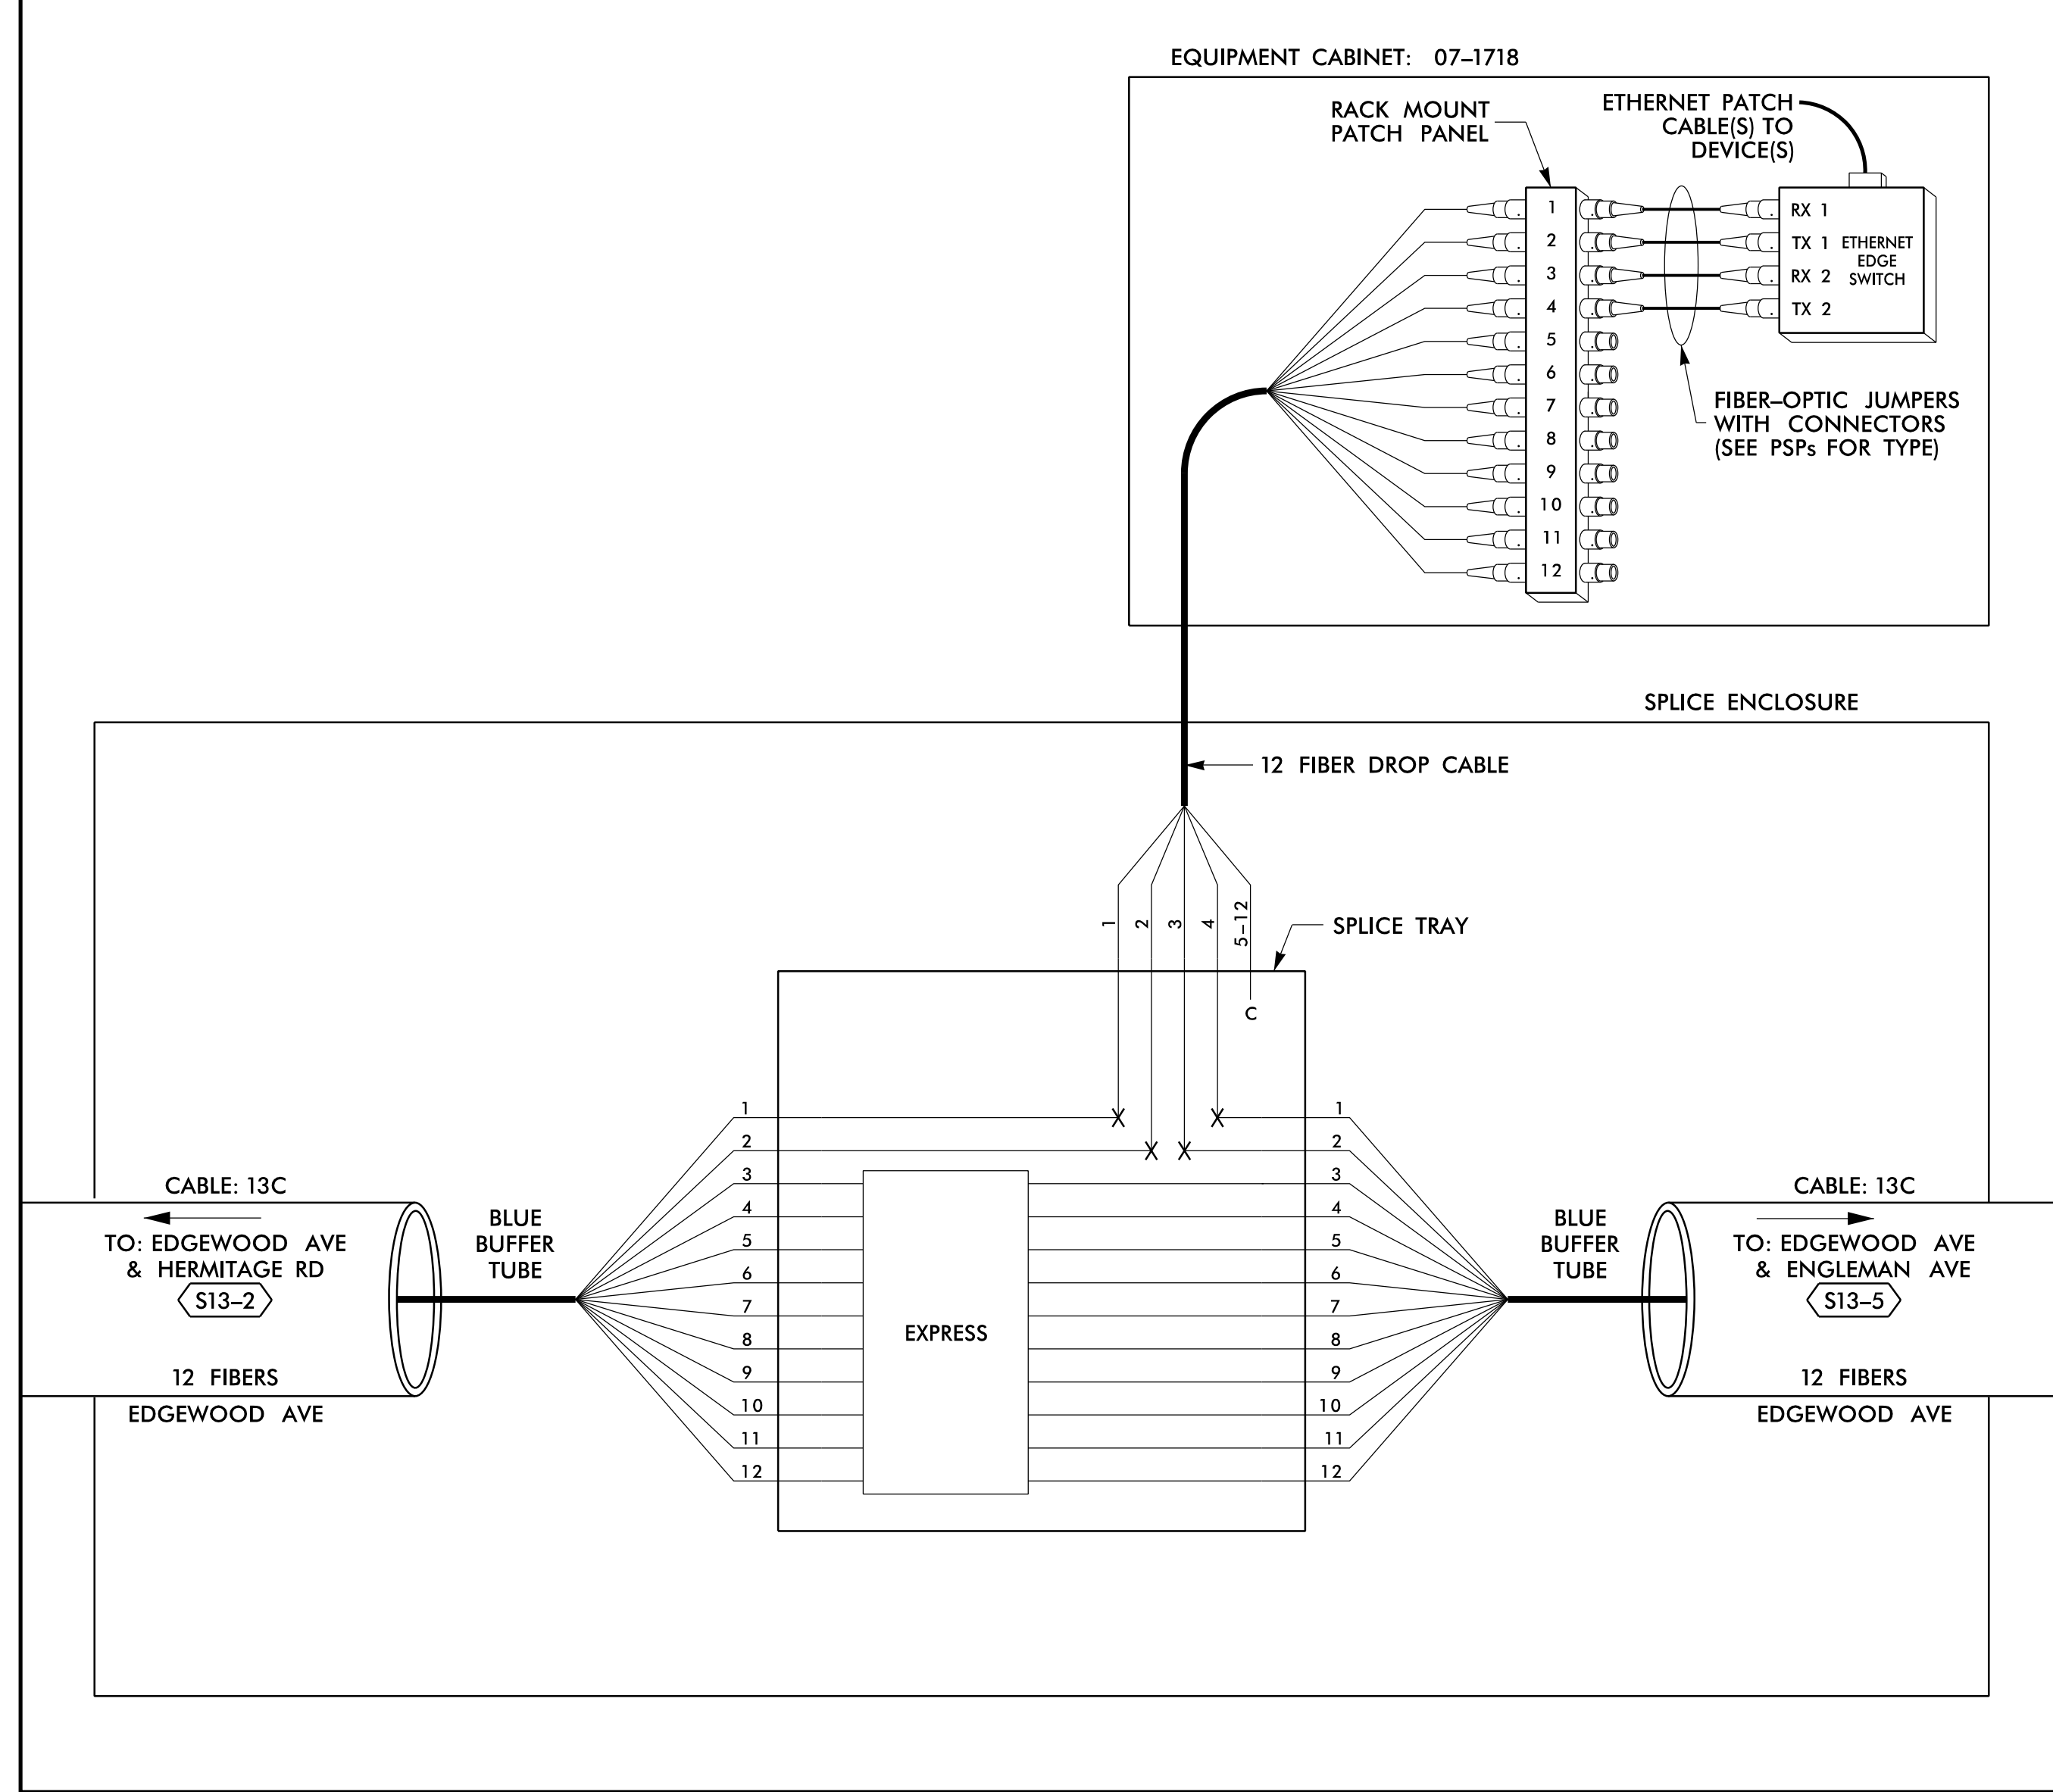 EQUIPMENT CABINET: 07–1718
RACK MOUNT
PATCH PANEL
ETHERNET PATCH
CABLE(S) TO
DEVICE(S)
1
2
3
4
5
6
7
8
9
10
11
12
RX 1
TX 1
RX 2
TX 2
ETHERNET
EDGE
SWITCH
FIBER–OPTIC JUMPERS
WITH CONNECTORS
(SEE PSPs FOR TYPE)
SPLICE ENCLOSURE
12 FIBER DROP CABLE
1
2
3
4
5–12
SPLICE TRAY
C
CABLE: 13C
TO: EDGEWOOD AVE
& HERMITAGE RD
S13–2
12 FIBERS
EDGEWOOD AVE
BLUE
BUFFER
TUBE
1
2
3
4
5
6
7
8
9
10
11
12
EXPRESS
1
2
3
4
5
6
7
8
9
10
11
12
BLUE
BUFFER
TUBE
CABLE: 13C
TO: EDGEWOOD AVE
& ENGLEMAN AVE
S13–5
12 FIBERS
EDGEWOOD AVE